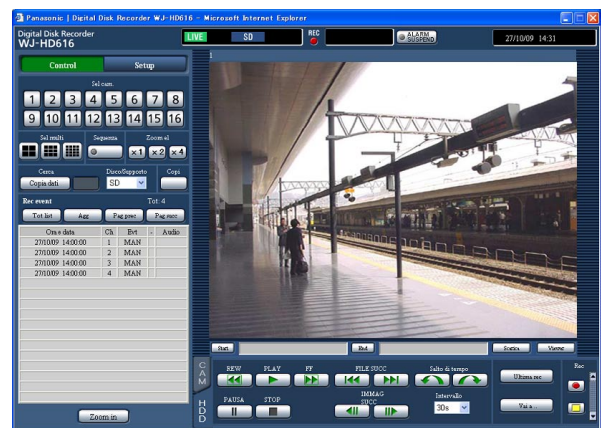 Panasonic | Digital Disk Recorder WJ-HD616 - Microsoft Internet Explorer
Digital Disk Recorder
WJ-HD616
LIVE SD REC ALARM SUSPEND 27/10/09 14:31
Control Setup
Sel cam.
1 2 3 4 5 6 7 8
9 10 11 12 13 14 15 16
Sel multi Sequenza Zoom el
x1 x2 x4
Cerca Disco/Supporto Copi
Copia dati SD
Rec event Tot: 4
Tot list Agg Pag prec Pag succ
Ora e data Ch Evt - Audio
27/10/09 14:00:00 1 MAN
27/10/09 14:00:00 2 MAN
27/10/09 14:00:00 3 MAN
27/10/09 14:00:00 4 MAN
Zoom in
1
Start End Scarica Viewer
CAM
HDD
REW PLAY FF FILE SUCC Salto di tempo
Ultima rec
Rec
PAUSA STOP IMMAG SUCC Intervallo
30s
Vai a ..